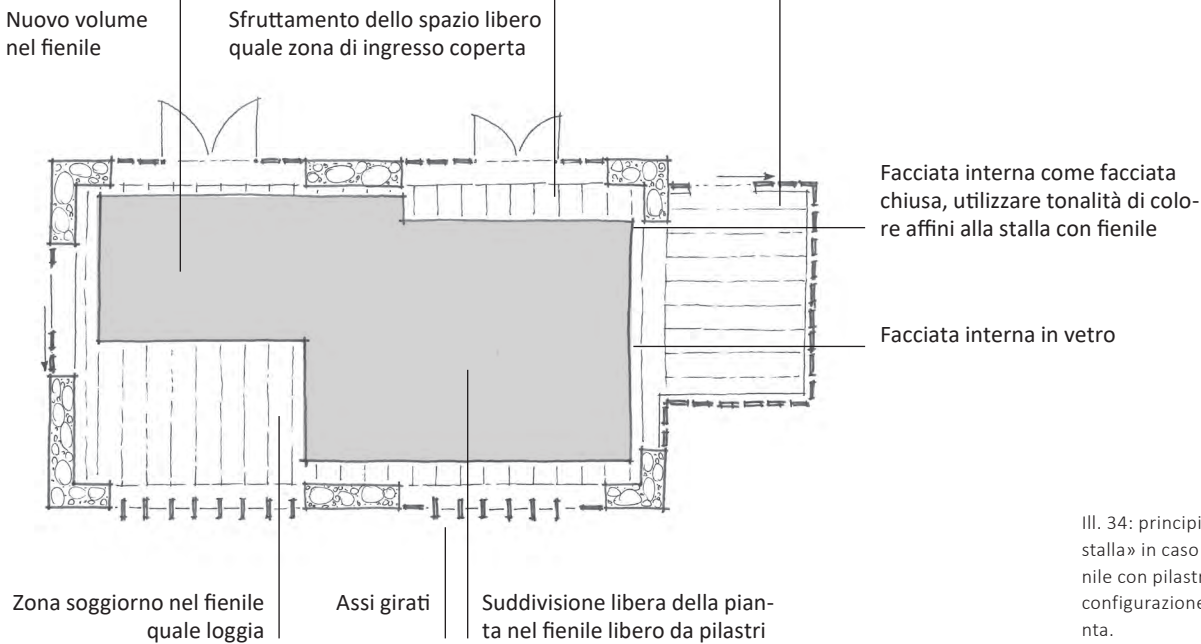 Nuovo volume
nel fienile
Sfruttamento dello spazio libero
quale zona di ingresso coperta
Facciata interna come facciata
chiusa, utilizzare tonalità di colo-
re affini alla stalla con fienile
Facciata interna in vetro
Zona soggiorno nel fienile
quale loggia
Assi girati
Suddivisione libera della pian-
ta nel fienile libero da pilastri
Ill. 34: principi
stalla» in caso
nile con pilastr
configurazione
nta.